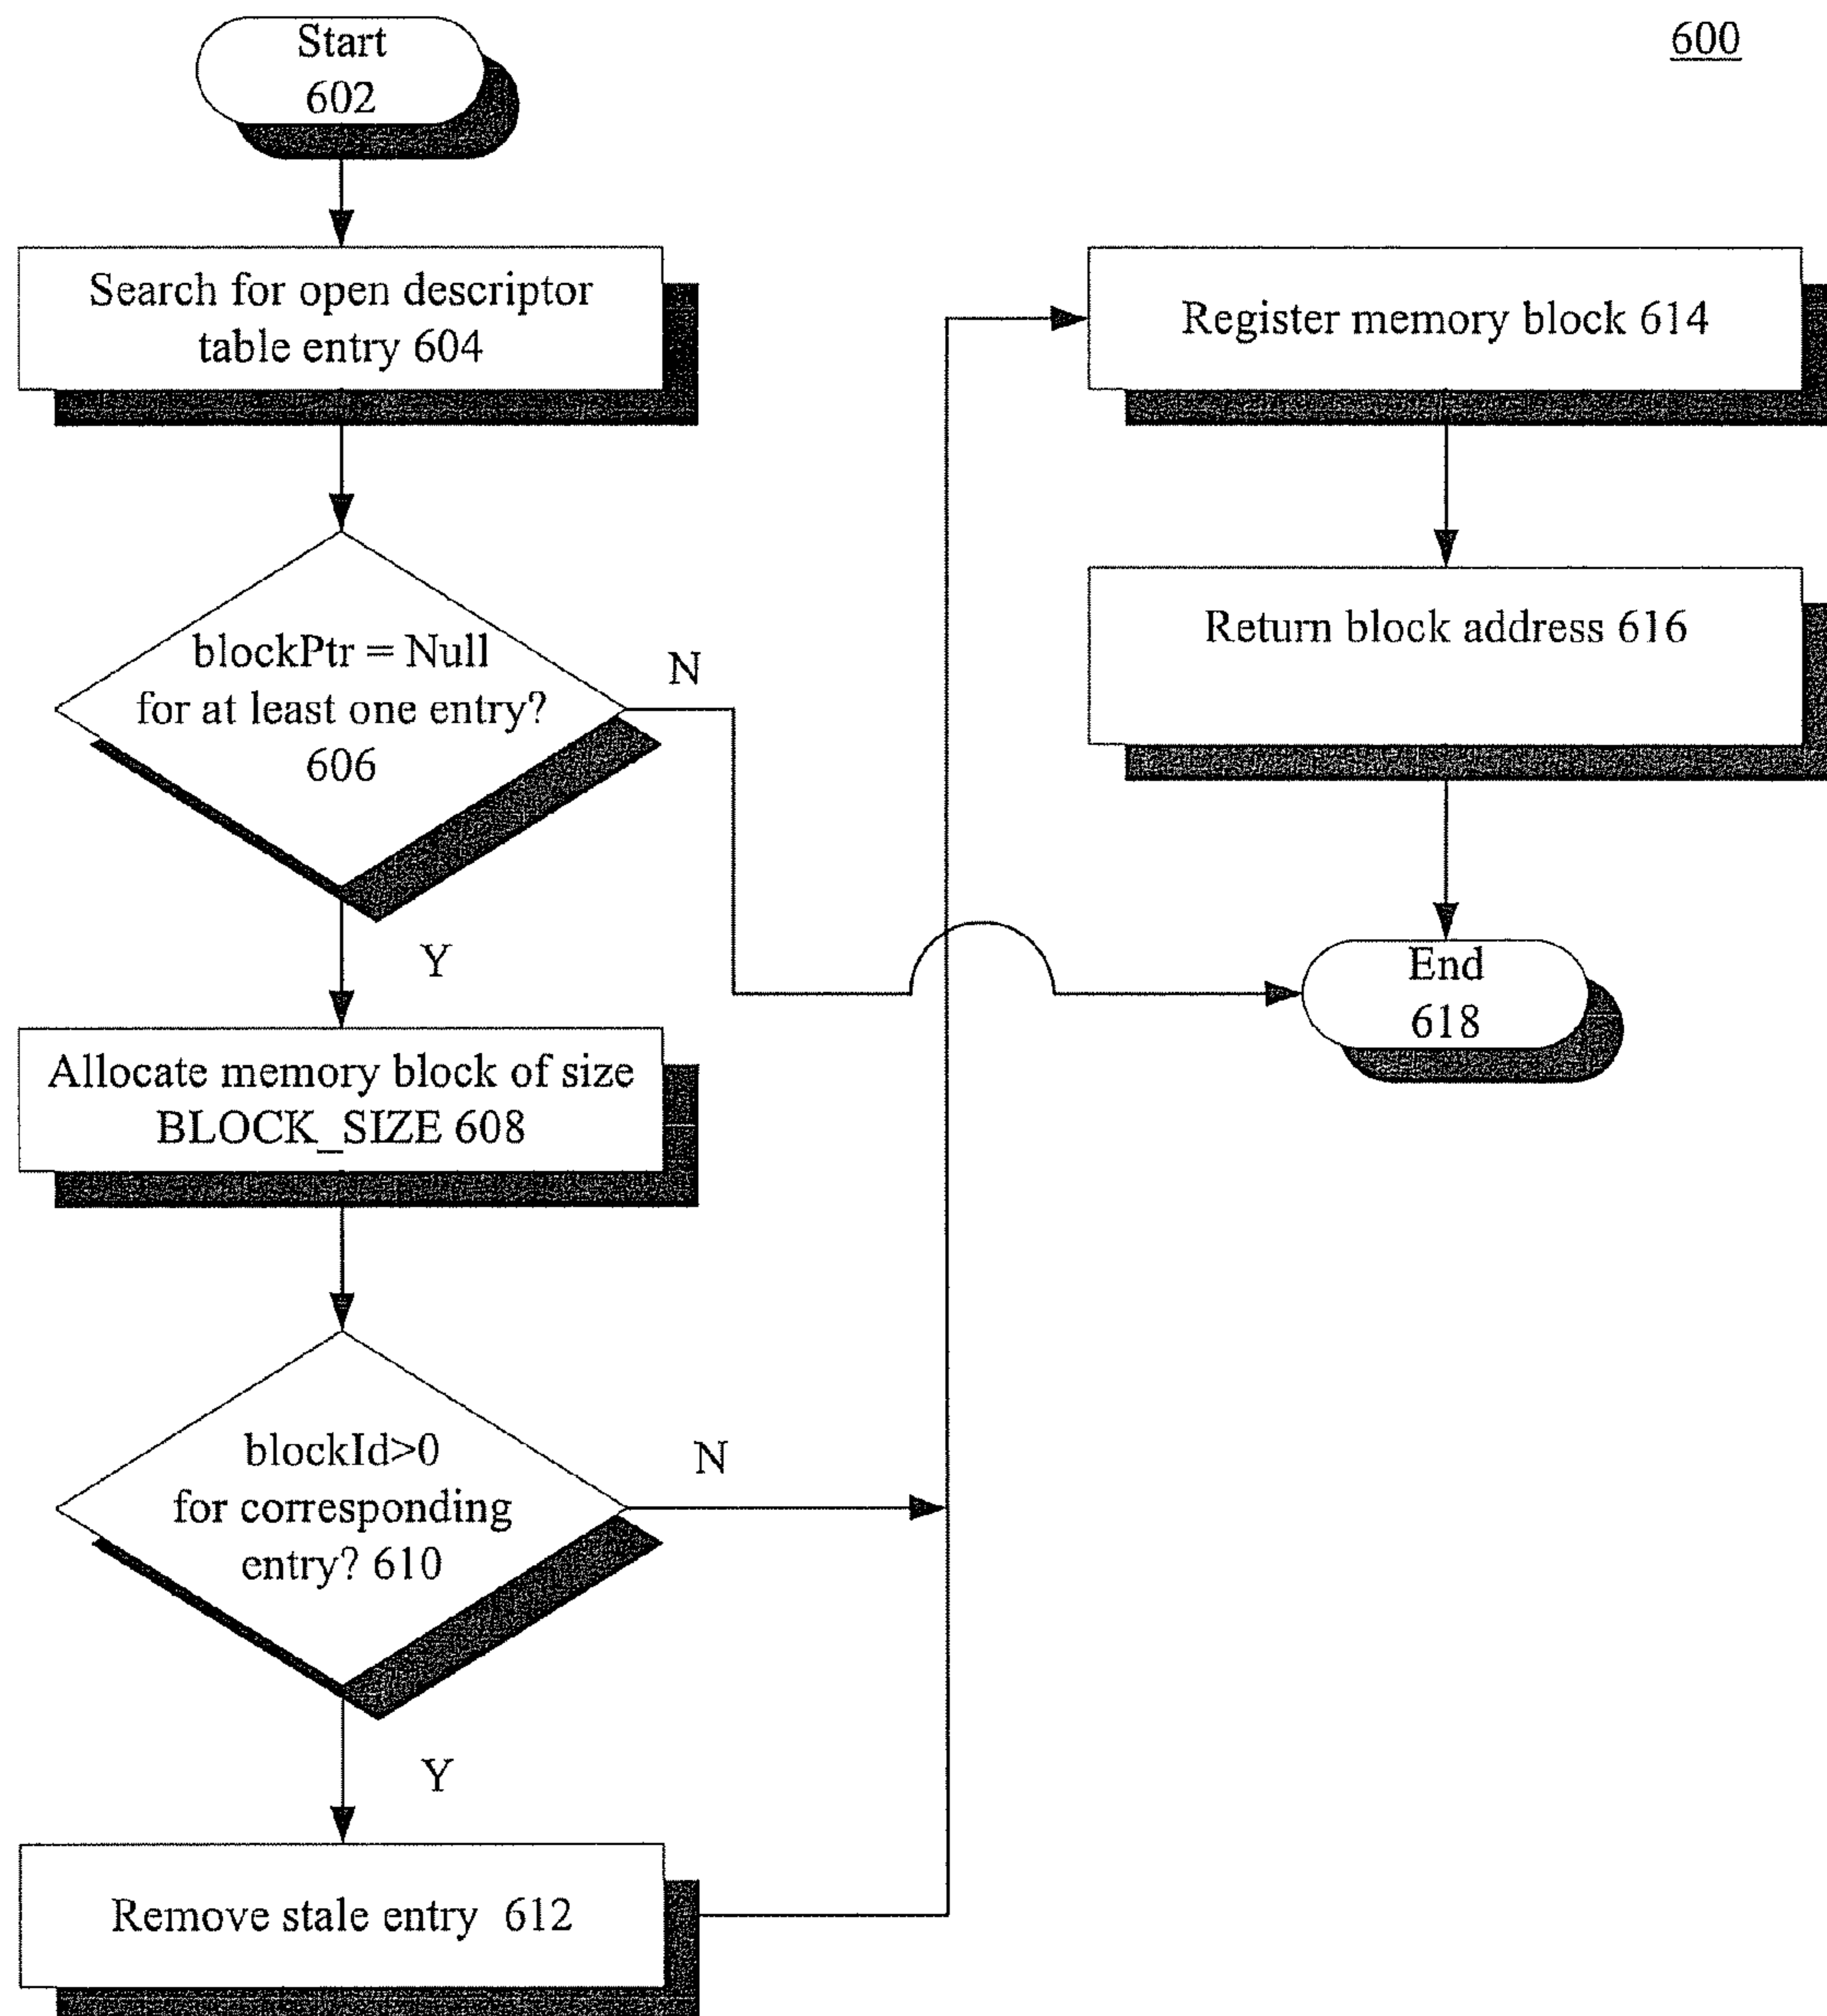 600
Start
602
Search for open descriptor
table entry 604
blockPtr = Null
for at least one entry?
606
N
Y
Allocate memory block of size
BLOCK_SIZE 608
blockId>0
for corresponding
entry? 610
N
Y
Remove stale entry 612
Register memory block 614
Return block address 616
End
618